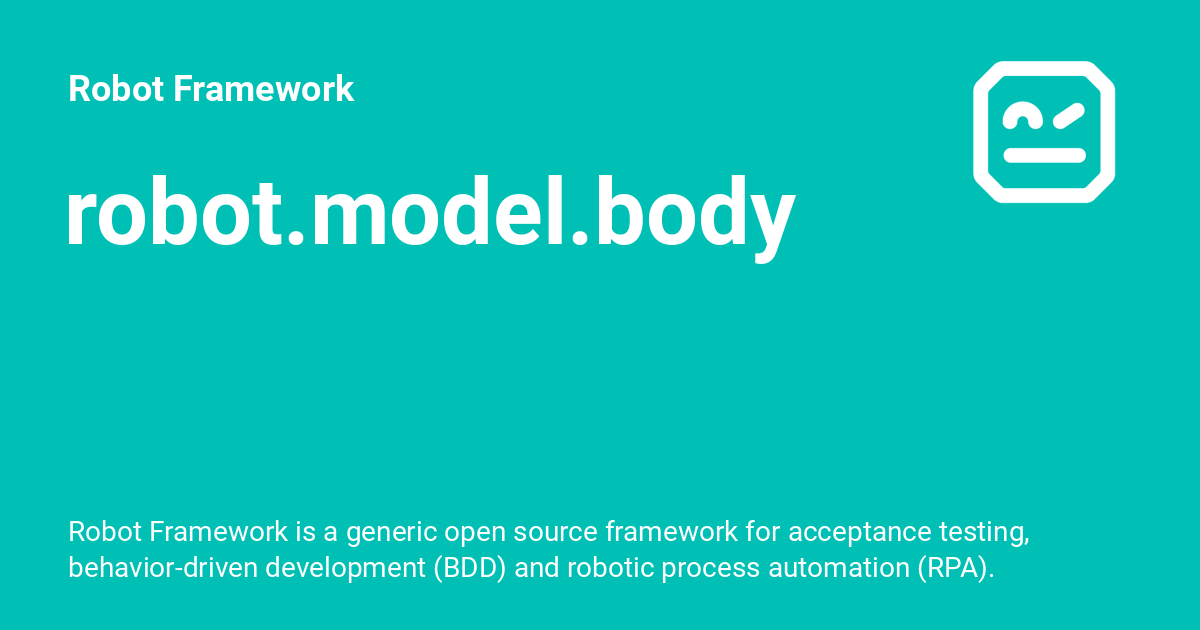 Robot Framework
robot.model.body
Robot Framework is a generic open source framework for acceptance testing,
behavior-driven development (BDD) and robotic process automation (RPA).